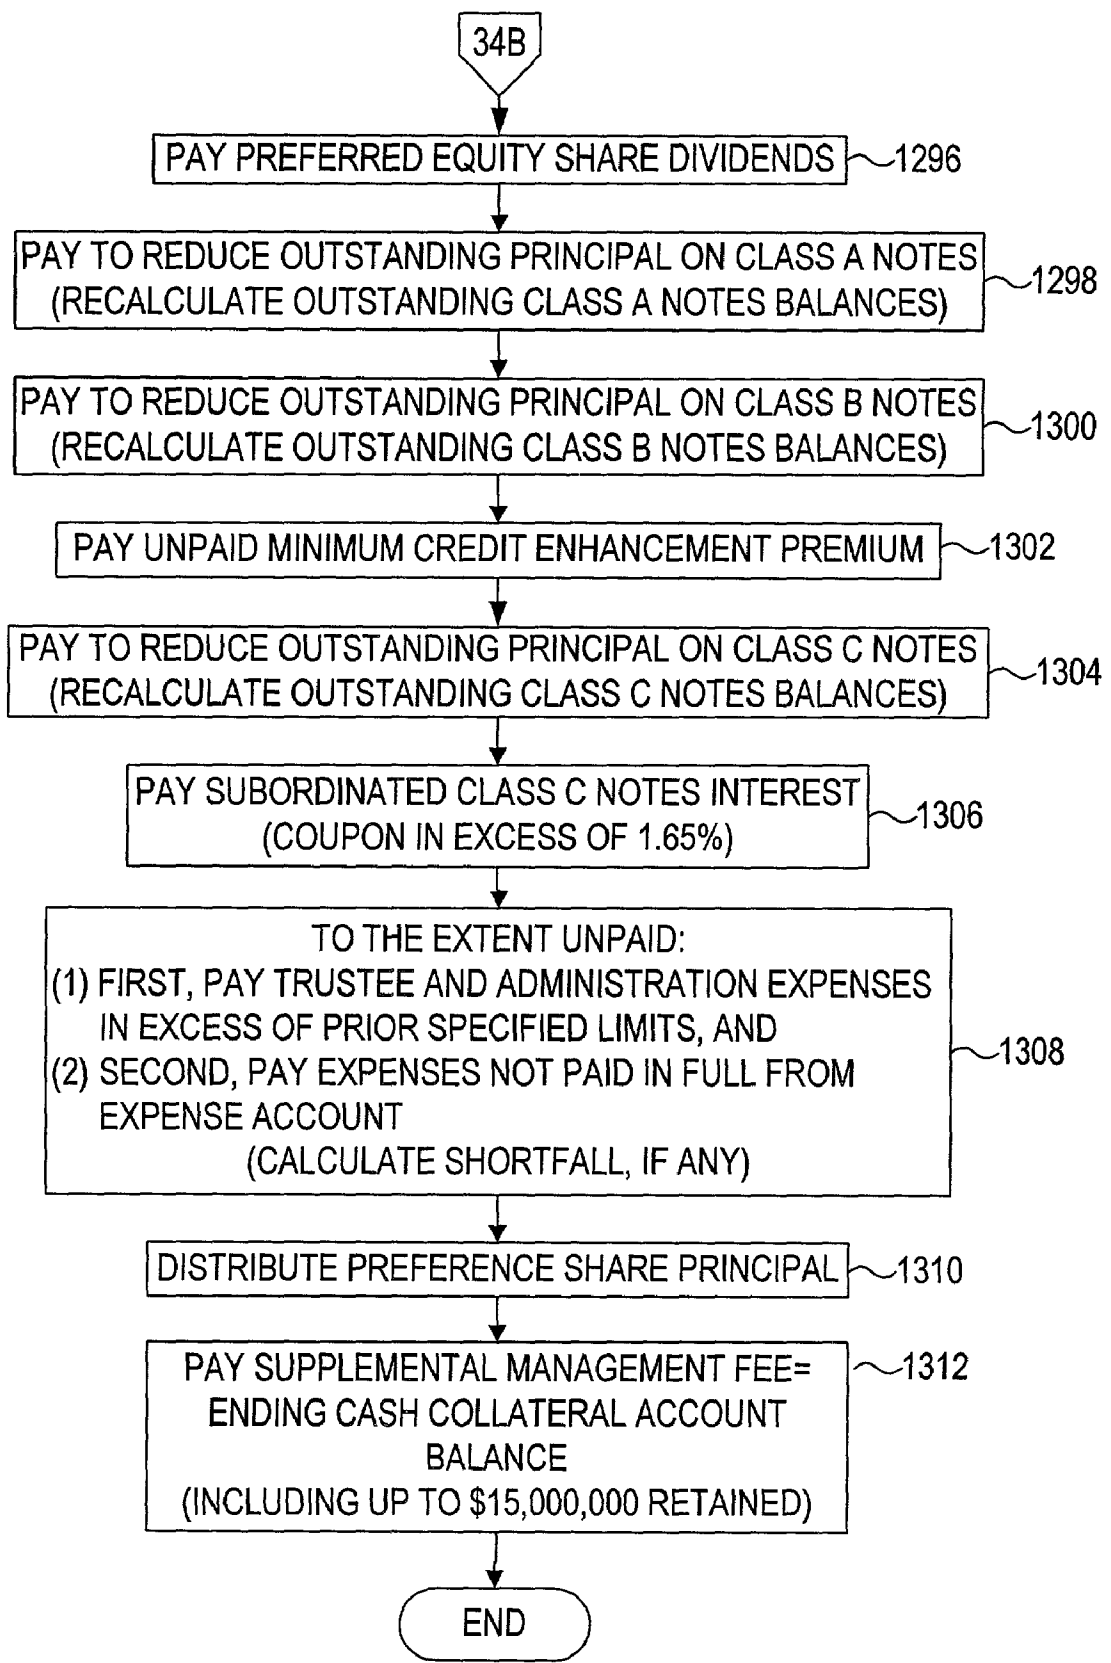 34B
PAY PREFERRED EQUITY SHARE DIVIDENDS
1296
PAY TO REDUCE OUTSTANDING PRINCIPAL ON CLASS A NOTES
(RECALCULATE OUTSTANDING CLASS A NOTES BALANCES)
1298
PAY TO REDUCE OUTSTANDING PRINCIPAL ON CLASS B NOTES
(RECALCULATE OUTSTANDING CLASS B NOTES BALANCES)
1300
PAY UNPAID MINIMUM CREDIT ENHANCEMENT PREMIUM
1302
PAY TO REDUCE OUTSTANDING PRINCIPAL ON CLASS C NOTES
(RECALCULATE OUTSTANDING CLASS C NOTES BALANCES)
1304
PAY SUBORDINATED CLASS C NOTES INTEREST
(COUPON IN EXCESS OF 1.65%)
1306
TO THE EXTENT UNPAID:
(1) FIRST, PAY TRUSTEE AND ADMINISTRATION EXPENSES
IN EXCESS OF PRIOR SPECIFIED LIMITS, AND
(2) SECOND, PAY EXPENSES NOT PAID IN FULL FROM
EXPENSE ACCOUNT
(CALCULATE SHORTFALL, IF ANY)
1308
DISTRIBUTE PREFERENCE SHARE PRINCIPAL
1310
PAY SUPPLEMENTAL MANAGEMENT FEE=
ENDING CASH COLLATERAL ACCOUNT
BALANCE
(INCLUDING UP TO $15,000,000 RETAINED)
1312
END